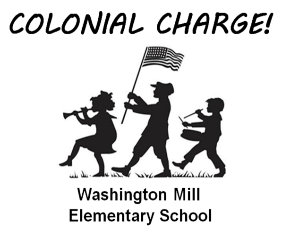 COLONIAL CHARGE!
Washington Mill
Elementary School